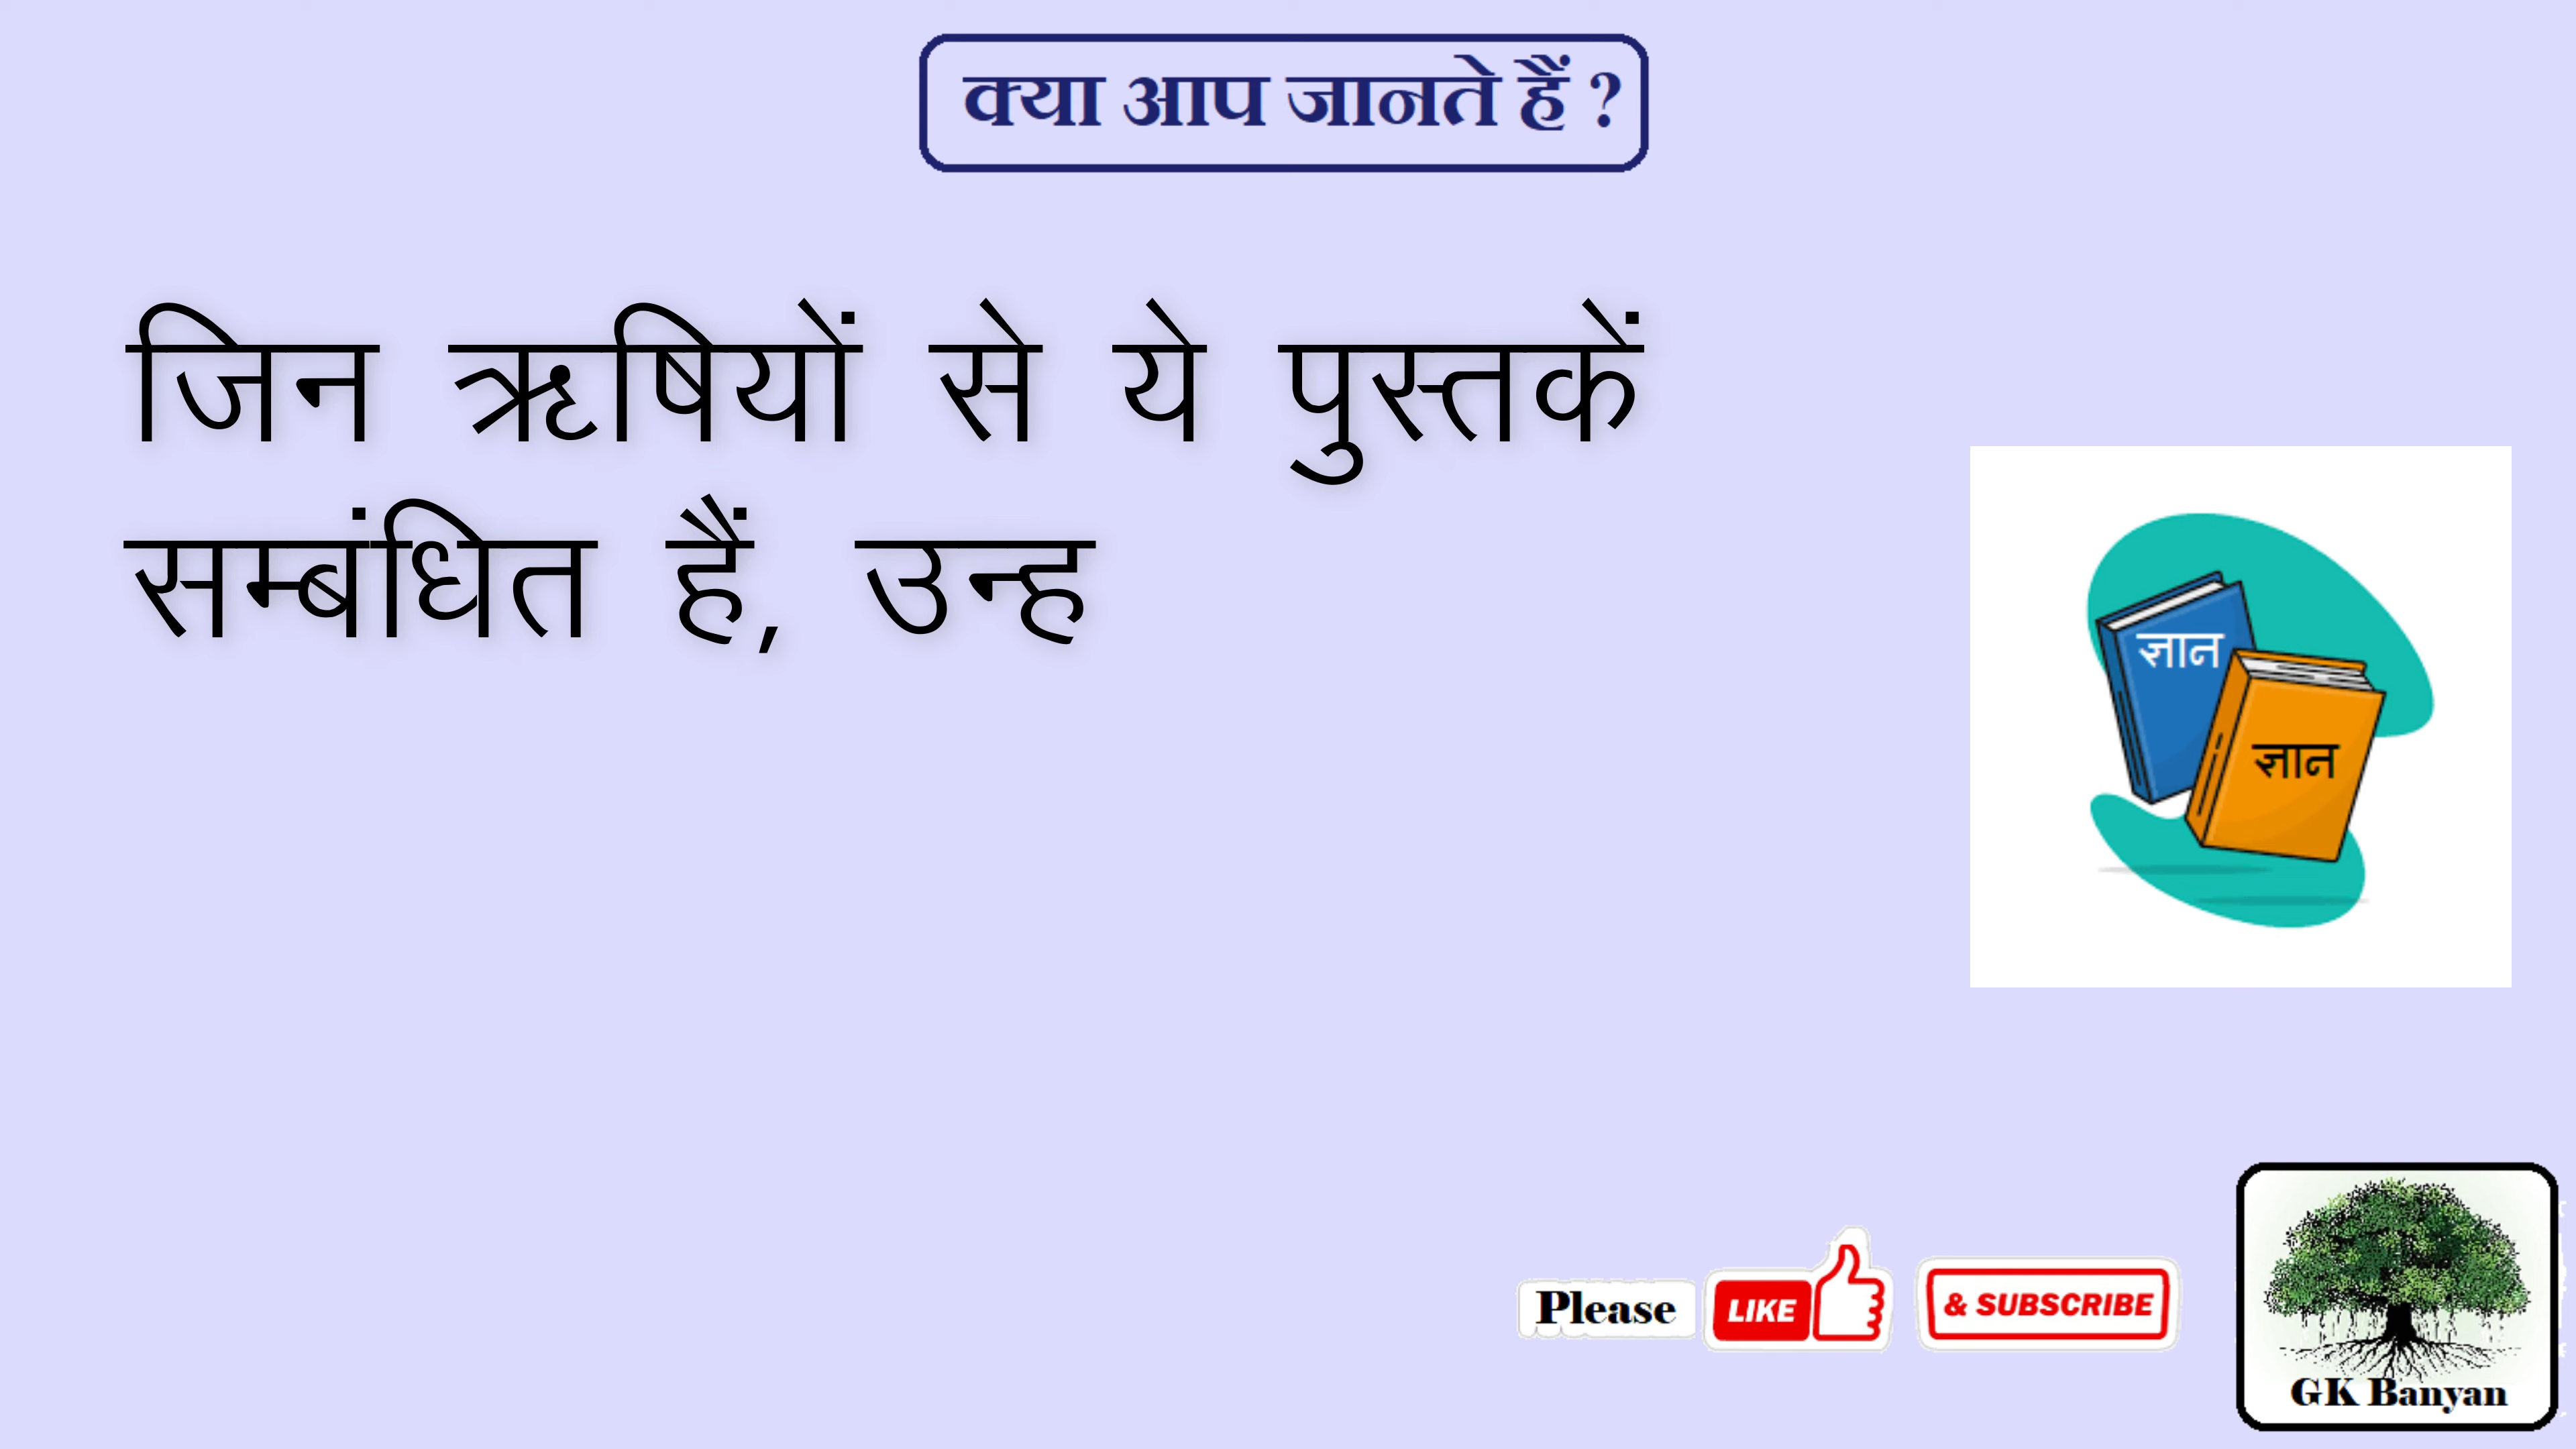 क्या आप जानते हैं ?
जिन ऋषियों से ये पुस्तकें
सम्बंधित हैं, उन्ह
ज्ञान
ज्ञान
Please LIKE & SUBSCRIBE
GK Banyan